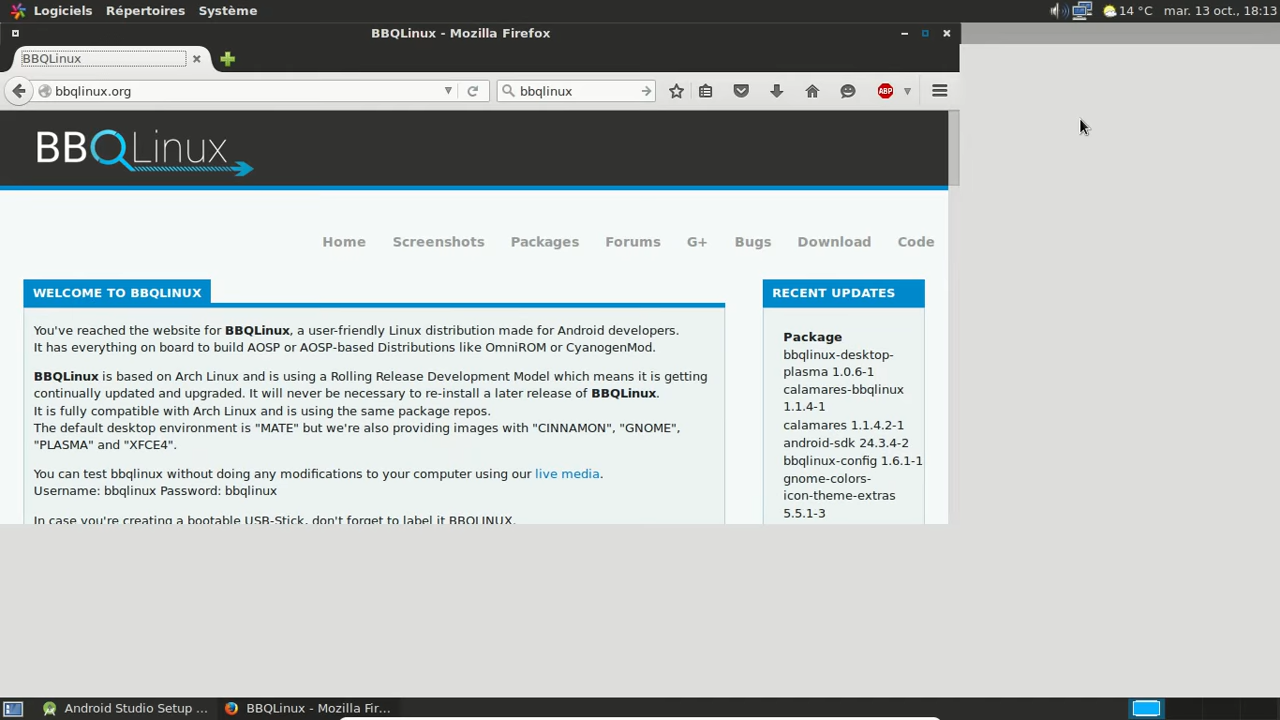 Logiciels Répertoires Système
14 °C mar. 13 oct., 18:13
BBQLinux - Mozilla Firefox
BBQLinux
bbqlinux.org
bbqlinux
ABP
BBQLinux
Home Screenshots Packages Forums G+ Bugs Download Code
WELCOME TO BBQLINUX
You've reached the website for BBQLinux, a user-friendly Linux distribution made for Android developers.
It has everything on board to build AOSP or AOSP-based Distributions like OmniROM or CyanogenMod.
BBQLinux is based on Arch Linux and is using a Rolling Release Development Model which means it is getting
continually updated and upgraded. It will never be necessary to re-install a later release of BBQLinux.
It is fully compatible with Arch Linux and is using the same package repos.
The default desktop environment is "MATE" but we're also providing images with "CINNAMON", "GNOME",
"PLASMA" and "XFCE4".
You can test bbqlinux without doing any modifications to your computer using our live media.
Username: bbqlinux Password: bbqlinux
In case you're creating a bootable USB-Stick, don't forget to label it BBQLINUX.
RECENT UPDATES
Package
bbqlinux-desktop-
plasma 1.0.6-1
calamares-bbqlinux
1.1.4-1
calamares 1.1.4.2-1
android-sdk 24.3.4-2
bbqlinux-config 1.6.1-1
gnome-colors-
icon-theme-extras
5.5.1-3
Android Studio Setup ...
BBQLinux - Mozilla Fir...